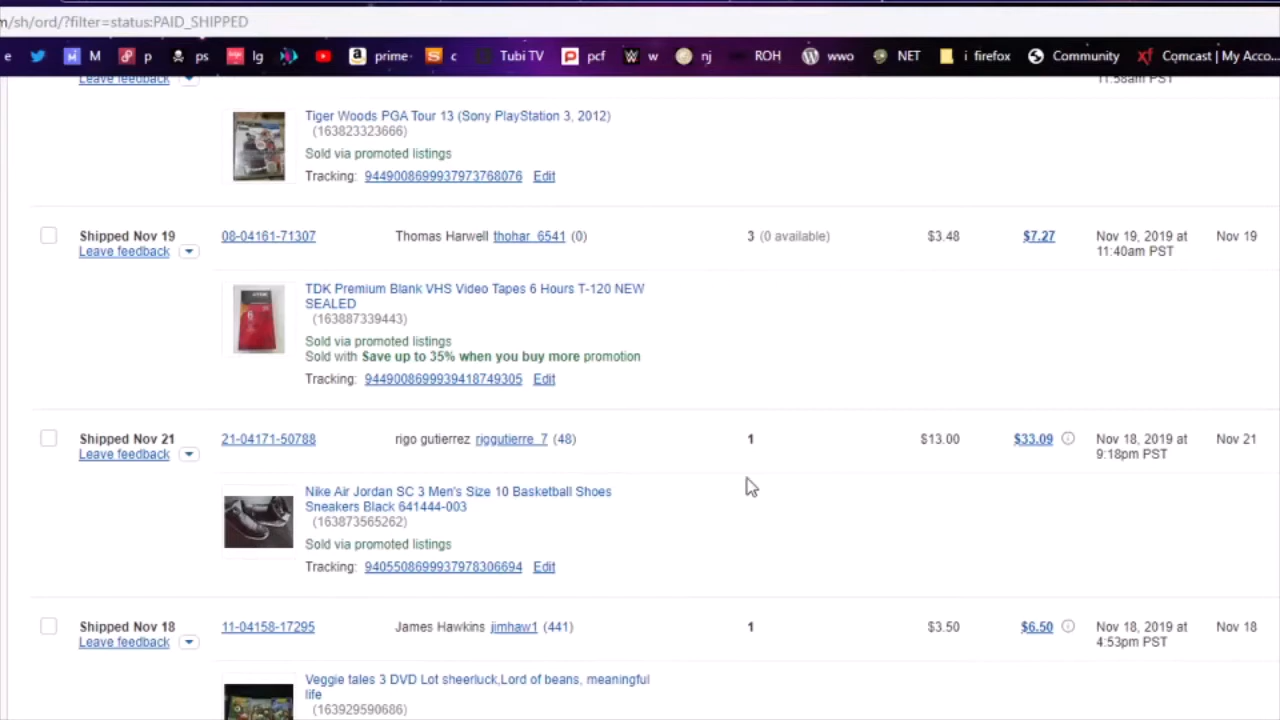 m/sh/ord/?filter=status:PAID_SHIPPED
e M p ps lg prime S c Tubi TV pcf w nj ROH wwo NET i firefox Community Comcast | My Acco...
Leave feedback 11:58am PST
Tiger Woods PGA Tour 13 (Sony PlayStation 3, 2012)
(163823323666)
Sold via promoted listings
Tracking: 9449008699937973768076 Edit
Shipped Nov 19 08-04161-71307 Thomas Harwell thohar_6541 (0) 3 (0 available) $3.48 $7.27 Nov 19, 2019 at Nov 19
Leave feedback 11:40am PST
TDK Premium Blank VHS Video Tapes 6 Hours T-120 NEW
SEALED
(163887339443)
Sold via promoted listings
Sold with Save up to 35% when you buy more promotion
Tracking: 9449008699939418749305 Edit
Shipped Nov 21 21-04171-50788 rigo gutierrez riggutierre_7 (48) 1 $13.00 $33.09 Nov 18, 2019 at Nov 21
Leave feedback 9:18pm PST
Nike Air Jordan SC 3 Men's Size 10 Basketball Shoes
Sneakers Black 641444-003
(163873565262)
Sold via promoted listings
Tracking: 9405508699937978306694 Edit
Shipped Nov 18 11-04158-17295 James Hawkins jimhaw1 (441) 1 $3.50 $6.50 Nov 18, 2019 at Nov 18
Leave feedback 4:53pm PST
Veggie tales 3 DVD Lot sheerluck,Lord of beans, meaningful
life
(163929590686)